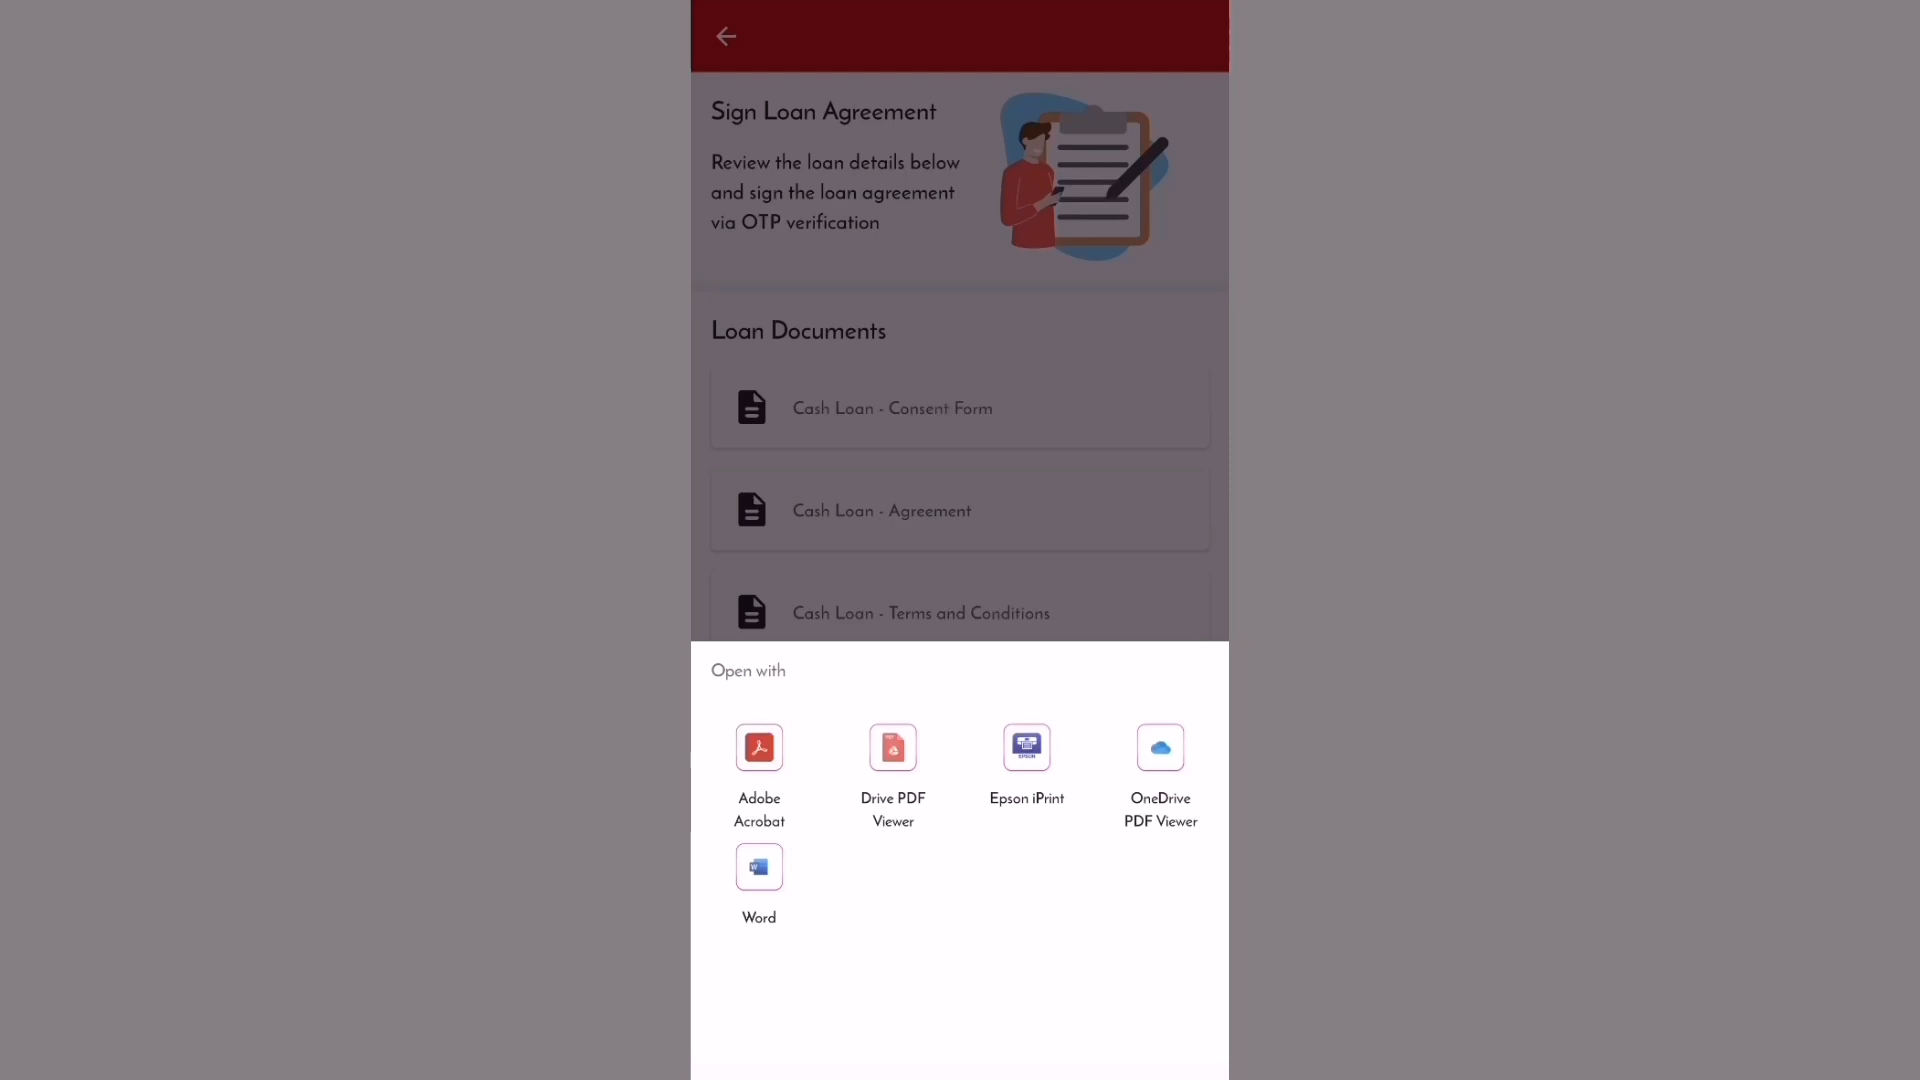 Sign Loan Agreement
Review the loan details below
and sign the loan agreement
via OTP verification
Loan Documents
Cash Loan - Consent Form
Cash Loan - Agreement
Cash Loan - Terms and Conditions
Open with
Adobe
Acrobat
Drive PDF
Viewer
EPSON
Epson iPrint
OneDrive
PDF Viewer
W
Word